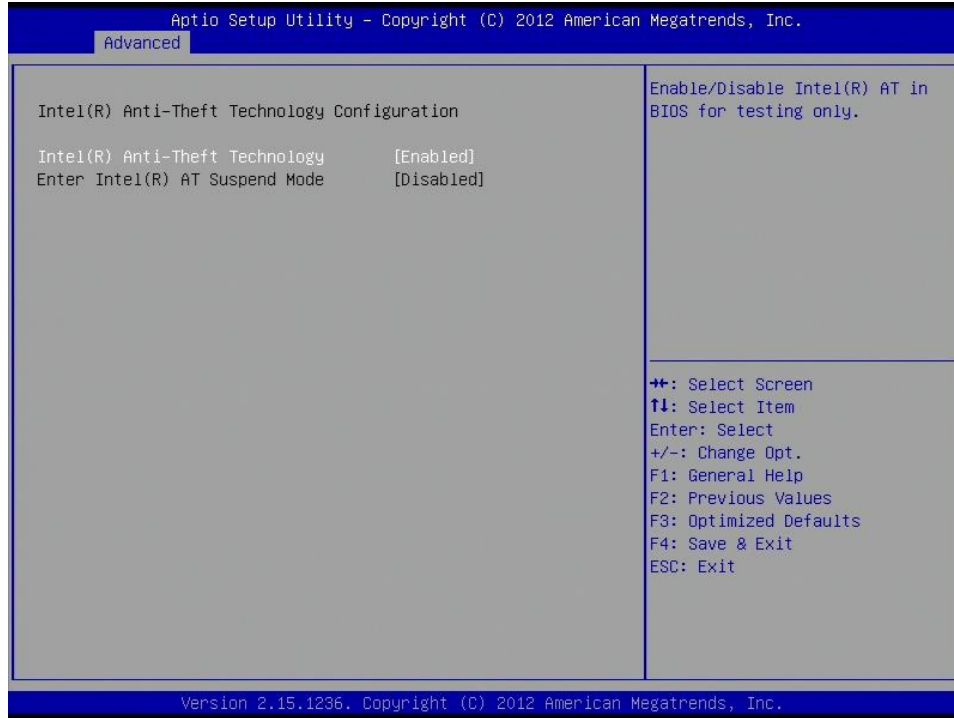 Aptio Setup Utility – Copyright (C) 2012 American Megatrends, Inc.
Advanced
Intel(R) Anti-Theft Technology Configuration
Intel(R) Anti-Theft Technology [Enabled]
Enter Intel(R) AT Suspend Mode [Disabled]
Enable/Disable Intel(R) AT in
BIOS for testing only.
→←: Select Screen
↑↓: Select Item
Enter: Select
+/-: Change Opt.
F1: General Help
F2: Previous Values
F3: Optimized Defaults
F4: Save & Exit
ESC: Exit
Version 2.15.1236. Copyright (C) 2012 American Megatrends, Inc.